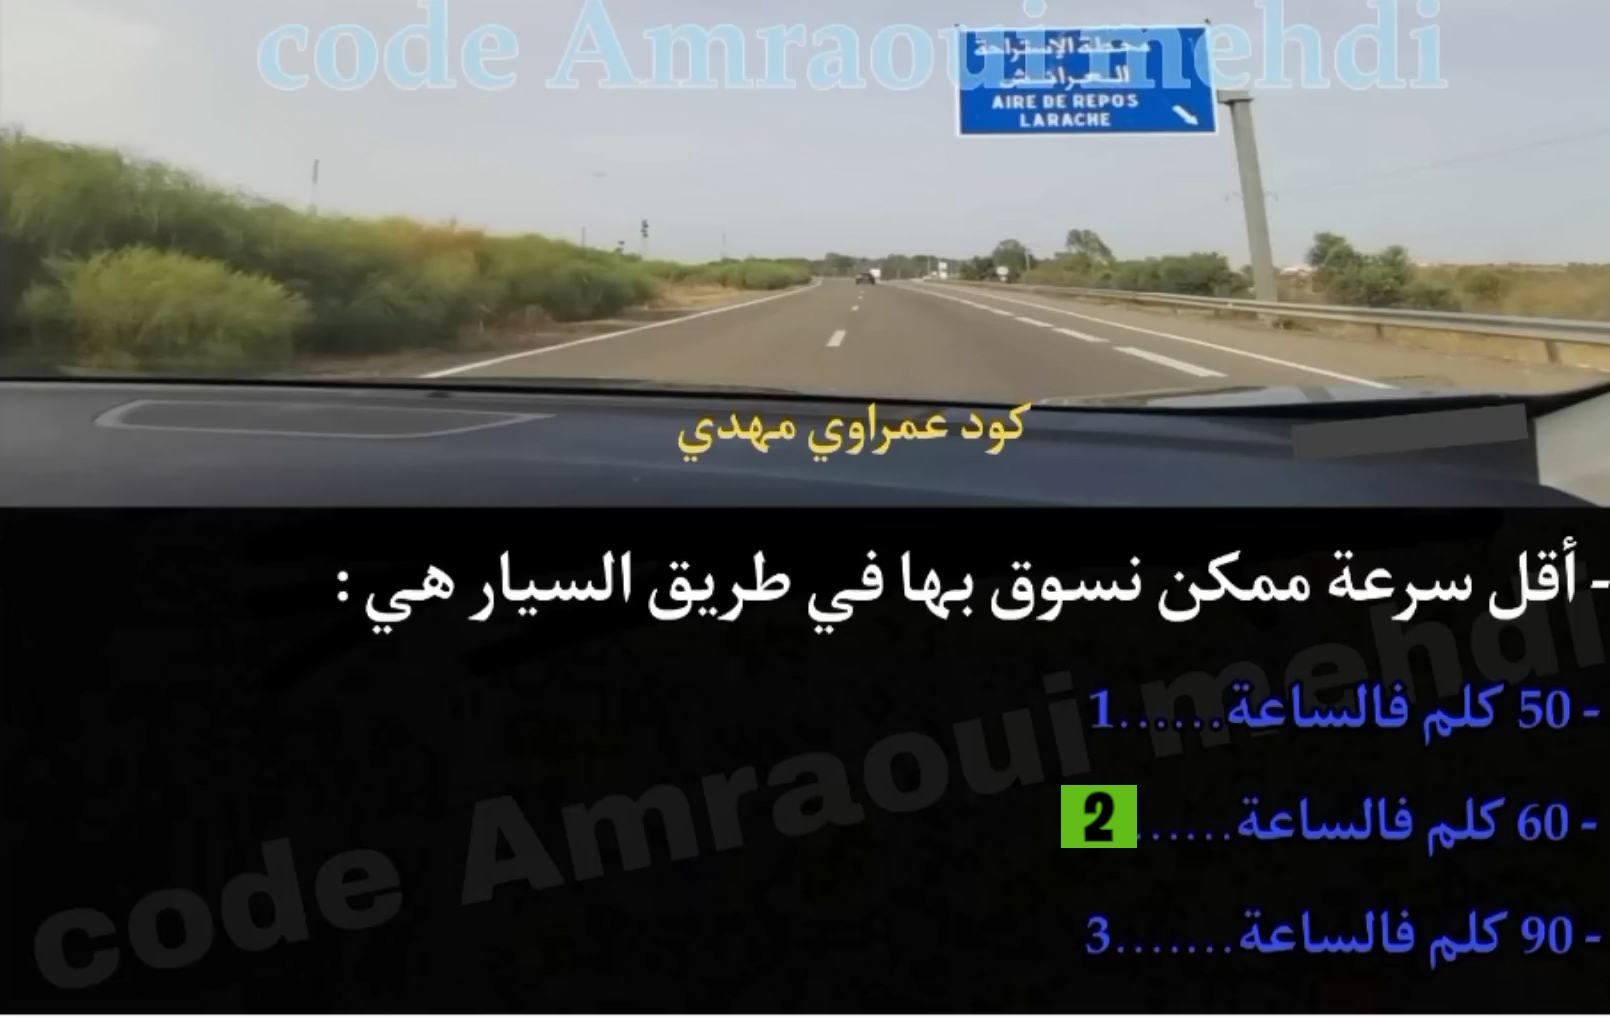 code Amraoui mehdi
محطة الإستراحة
العرائش
AIRE DE REPOS
LARACHE
كود عمراوي مهدي
- أقل سرعة ممكن نسوق بها في طريق السيار هي :
- 50 كلم فالساعة......1
- 60 كلم فالساعة......2
- 90 كلم فالساعة.......3
code Amraoui mehdi